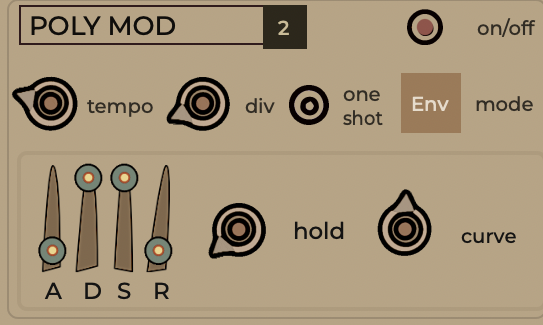 POLY MOD 2
on/off
tempo div one shot Env mode
hold curve
A D S R